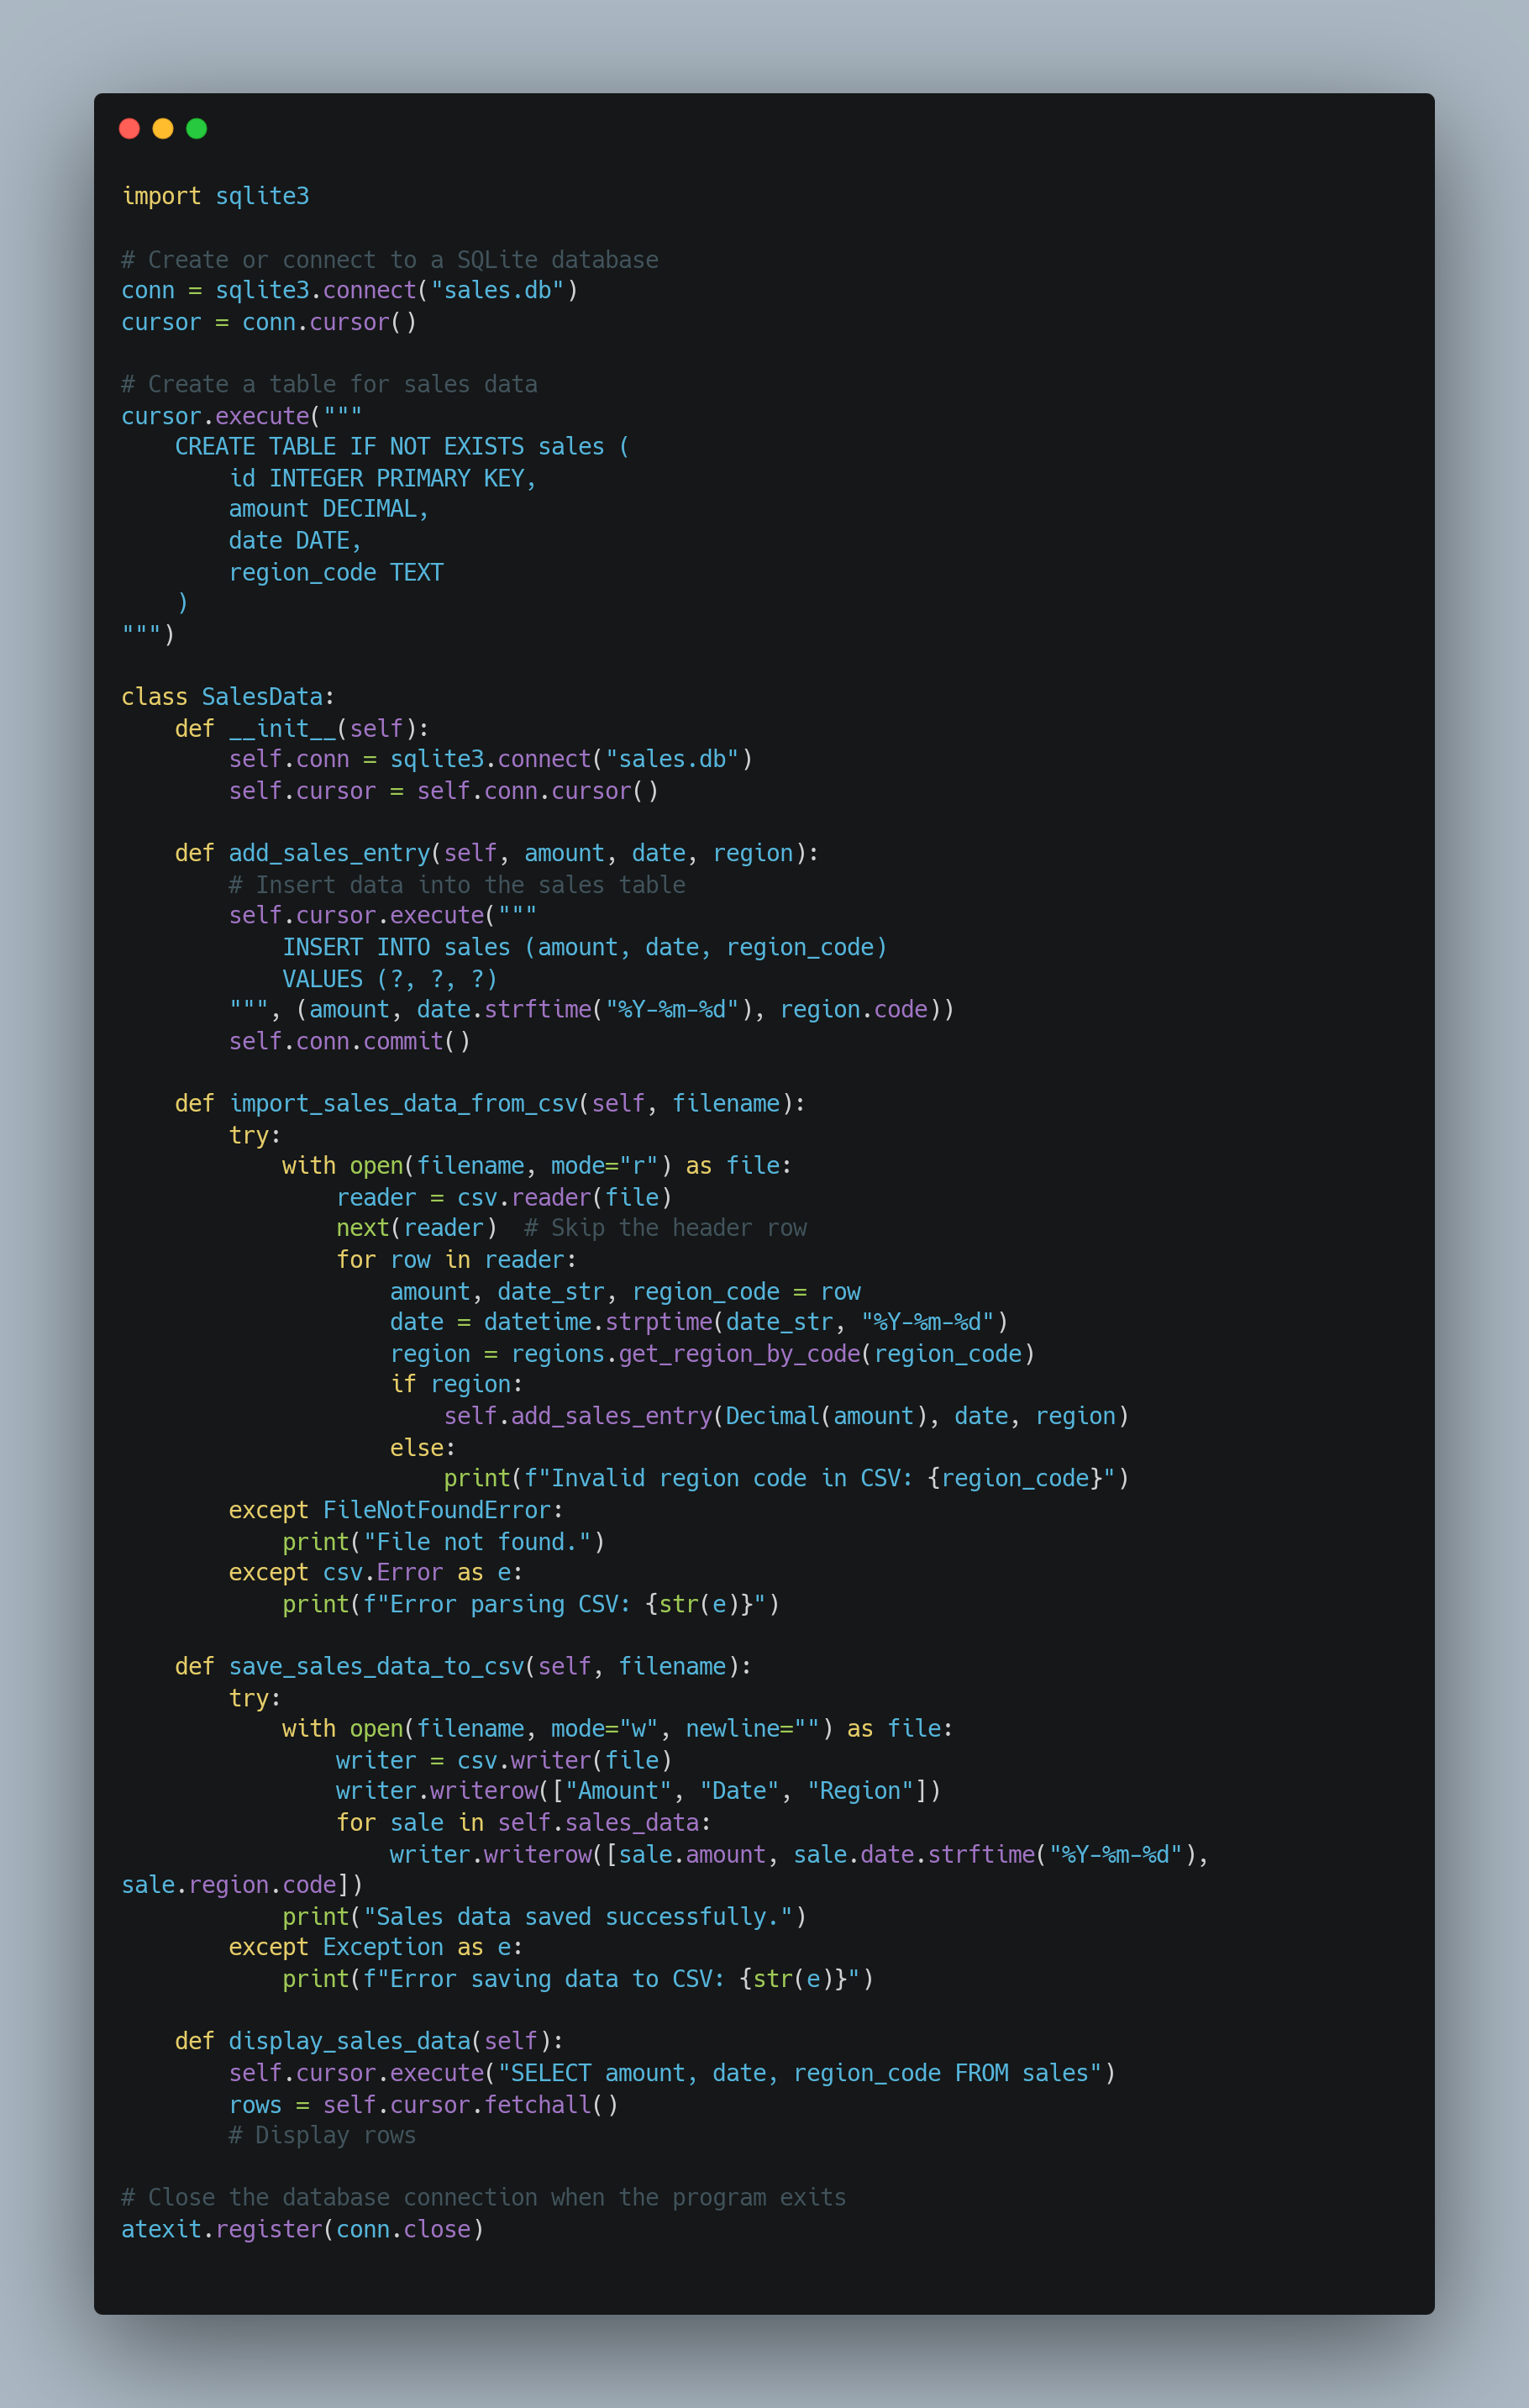 import sqlite3

# Create or connect to a SQLite database
conn = sqlite3.connect("sales.db")
cursor = conn.cursor()

# Create a table for sales data
cursor.execute("""
    CREATE TABLE IF NOT EXISTS sales (
        id INTEGER PRIMARY KEY,
        amount DECIMAL,
        date DATE,
        region_code TEXT
    )
""")

class SalesData:
    def __init__(self):
        self.conn = sqlite3.connect("sales.db")
        self.cursor = self.conn.cursor()

    def add_sales_entry(self, amount, date, region):
        # Insert data into the sales table
        self.cursor.execute("""
            INSERT INTO sales (amount, date, region_code)
            VALUES (?, ?, ?)
        """, (amount, date.strftime("%Y-%m-%d"), region.code))
        self.conn.commit()

    def import_sales_data_from_csv(self, filename):
        try:
            with open(filename, mode="r") as file:
                reader = csv.reader(file)
                next(reader)  # Skip the header row
                for row in reader:
                    amount, date_str, region_code = row
                    date = datetime.strptime(date_str, "%Y-%m-%d")
                    region = regions.get_region_by_code(region_code)
                    if region:
                        self.add_sales_entry(Decimal(amount), date, region)
                    else:
                        print(f"Invalid region code in CSV: {region_code}")
        except FileNotFoundError:
            print("File not found.")
        except csv.Error as e:
            print(f"Error parsing CSV: {str(e)}")

    def save_sales_data_to_csv(self, filename):
        try:
            with open(filename, mode="w", newline="") as file:
                writer = csv.writer(file)
                writer.writerow(["Amount", "Date", "Region"])
                for sale in self.sales_data:
                    writer.writerow([sale.amount, sale.date.strftime("%Y-%m-%d"),
sale.region.code])
            print("Sales data saved successfully.")
        except Exception as e:
            print(f"Error saving data to CSV: {str(e)}")

    def display_sales_data(self):
        self.cursor.execute("SELECT amount, date, region_code FROM sales")
        rows = self.cursor.fetchall()
        # Display rows

# Close the database connection when the program exits
atexit.register(conn.close)